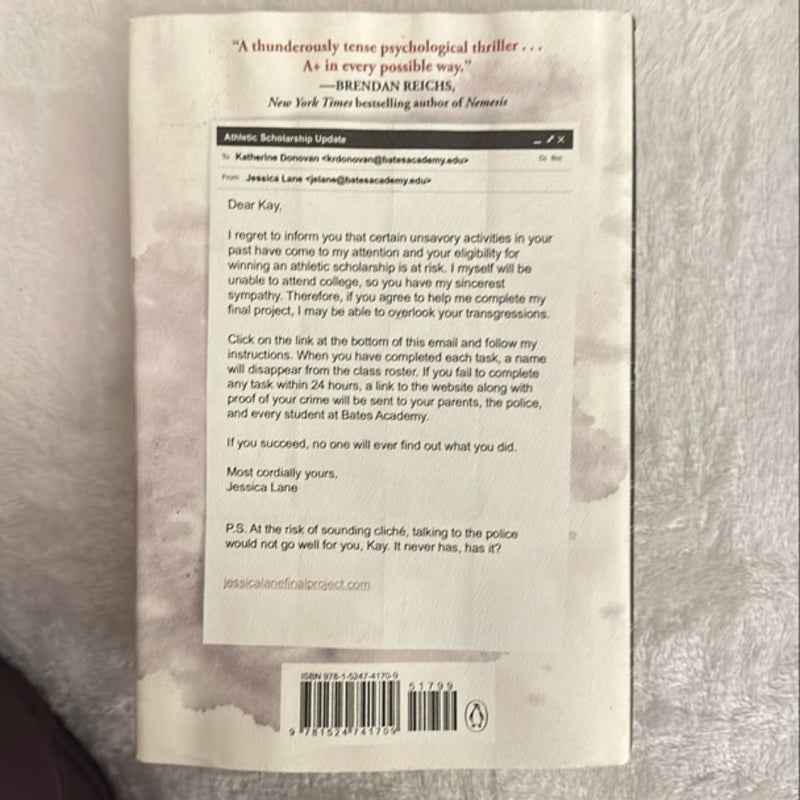 “A thunderously tense psychological thriller . . .
A+ in every possible way.”
—BRENDAN REICHS,
New York Times bestselling author of Nemesis
Athletic Scholarship Update
To Katherine Donovan <krdonovan@batesacademy.edu>
Cc Bcc
From Jessica Lane <jslane@batesacademy.edu>
Dear Kay,
I regret to inform you that certain unsavory activities in your
past have come to my attention and your eligibility for
winning an athletic scholarship is at risk. I myself will be
unable to attend college, so you have my sincerest
sympathy. Therefore, if you agree to help me complete my
final project, I may be able to overlook your transgressions.
Click on the link at the bottom of this email and follow my
instructions. When you have completed each task, a name
will disappear from the class roster. If you fail to complete
any task within 24 hours, a link to the website along with
proof of your crime will be sent to your parents, the police,
and every student at Bates Academy.
If you succeed, no one will ever find out what you did.
Most cordially yours,
Jessica Lane
P.S. At the risk of sounding cliché, talking to the police
would not go well for you, Kay. It never has, has it?
jessicalanefinalproject.com
ISBN 978-1-5247-4170-9
51799
9 781524 741709